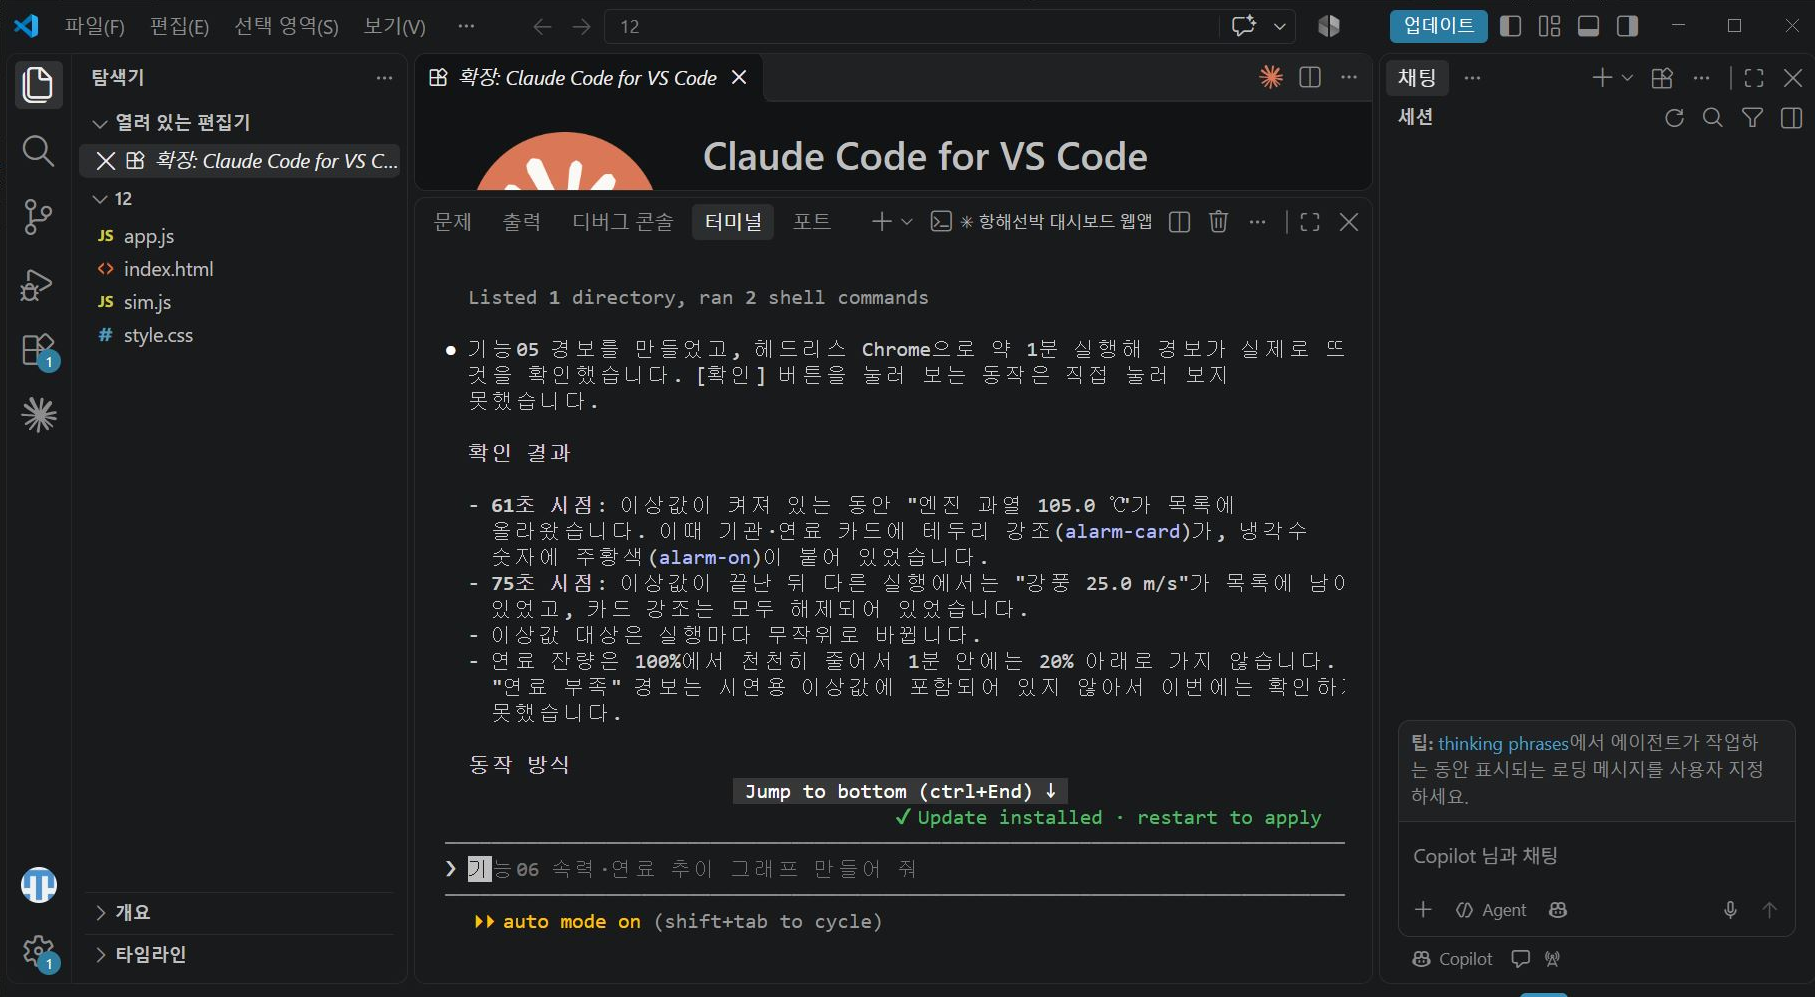 파일(F) 편집(E) 선택 영역(S) 보기(V) ··· 12 업데이트
탐색기
열려 있는 편집기
확장: Claude Code for VS C...
12
JS app.js
<> index.html
JS sim.js
# style.css
개요
타임라인
1
1
확장: Claude Code for VS Code
Claude Code for VS Code
문제 출력 디버그 콘솔 터미널 포트 항해선박 대시보드 웹앱
Listed 1 directory, ran 2 shell commands
● 기능05 경보를 만들었고, 헤드리스 Chrome으로 약 1분 실행해 경보가 실제로 뜨
것을 확인했습니다. [확인] 버튼을 눌러 보는 동작은 직접 눌러 보지
못했습니다.
확인 결과
- 61초 시점: 이상값이 켜져 있는 동안 "엔진 과열 105.0 ℃"가 목록에
올라왔습니다. 이때 기관·연료 카드에 테두리 강조(alarm-card)가, 냉각수
숫자에 주황색(alarm-on)이 붙어 있었습니다.
- 75초 시점: 이상값이 끝난 뒤 다른 실행에서는 "강풍 25.0 m/s"가 목록에 남아
있었고, 카드 강조는 모두 해제되어 있었습니다.
- 이상값 대상은 실행마다 무작위로 바뀝니다.
- 연료 잔량은 100%에서 천천히 줄어서 1분 안에는 20% 아래로 가지 않습니다.
"연료 부족" 경보는 시연용 이상값에 포함되어 있지 않아서 이번에는 확인하
못했습니다.
동작 방식
Jump to bottom (ctrl+End) ↓
✓ Update installed · restart to apply
❯ 기능06 속력·연료 추이 그래프 만들어 줘
⏵⏵ auto mode on (shift+tab to cycle)
채팅
세션
팁: thinking phrases에서 에이전트가 작업하
는 동안 표시되는 로딩 메시지를 사용자 지정
하세요.
Copilot 님과 채팅
Agent
Copilot